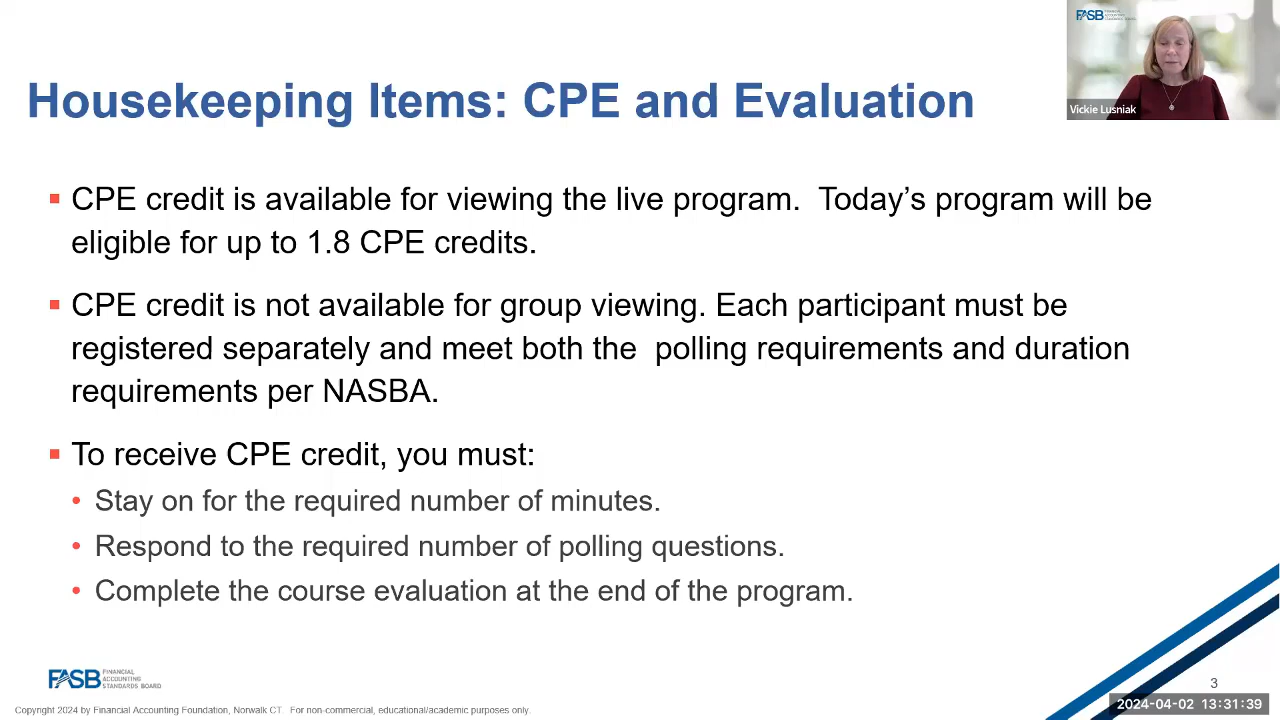 FASB FINANCIAL ACCOUNTING STANDARDS BOARD
Vickie Lusniak
Housekeeping Items: CPE and Evaluation
CPE credit is available for viewing the live program.  Today’s program will be
eligible for up to 1.8 CPE credits.
CPE credit is not available for group viewing. Each participant must be
registered separately and meet both the  polling requirements and duration
requirements per NASBA.
To receive CPE credit, you must:
Stay on for the required number of minutes.
Respond to the required number of polling questions.
Complete the course evaluation at the end of the program.
FASB FINANCIAL
ACCOUNTING
STANDARDS BOARD
3
2024-04-02 13:31:39
Copyright 2024 by Financial Accounting Foundation, Norwalk CT.  For non-commercial, educational/academic purposes only.